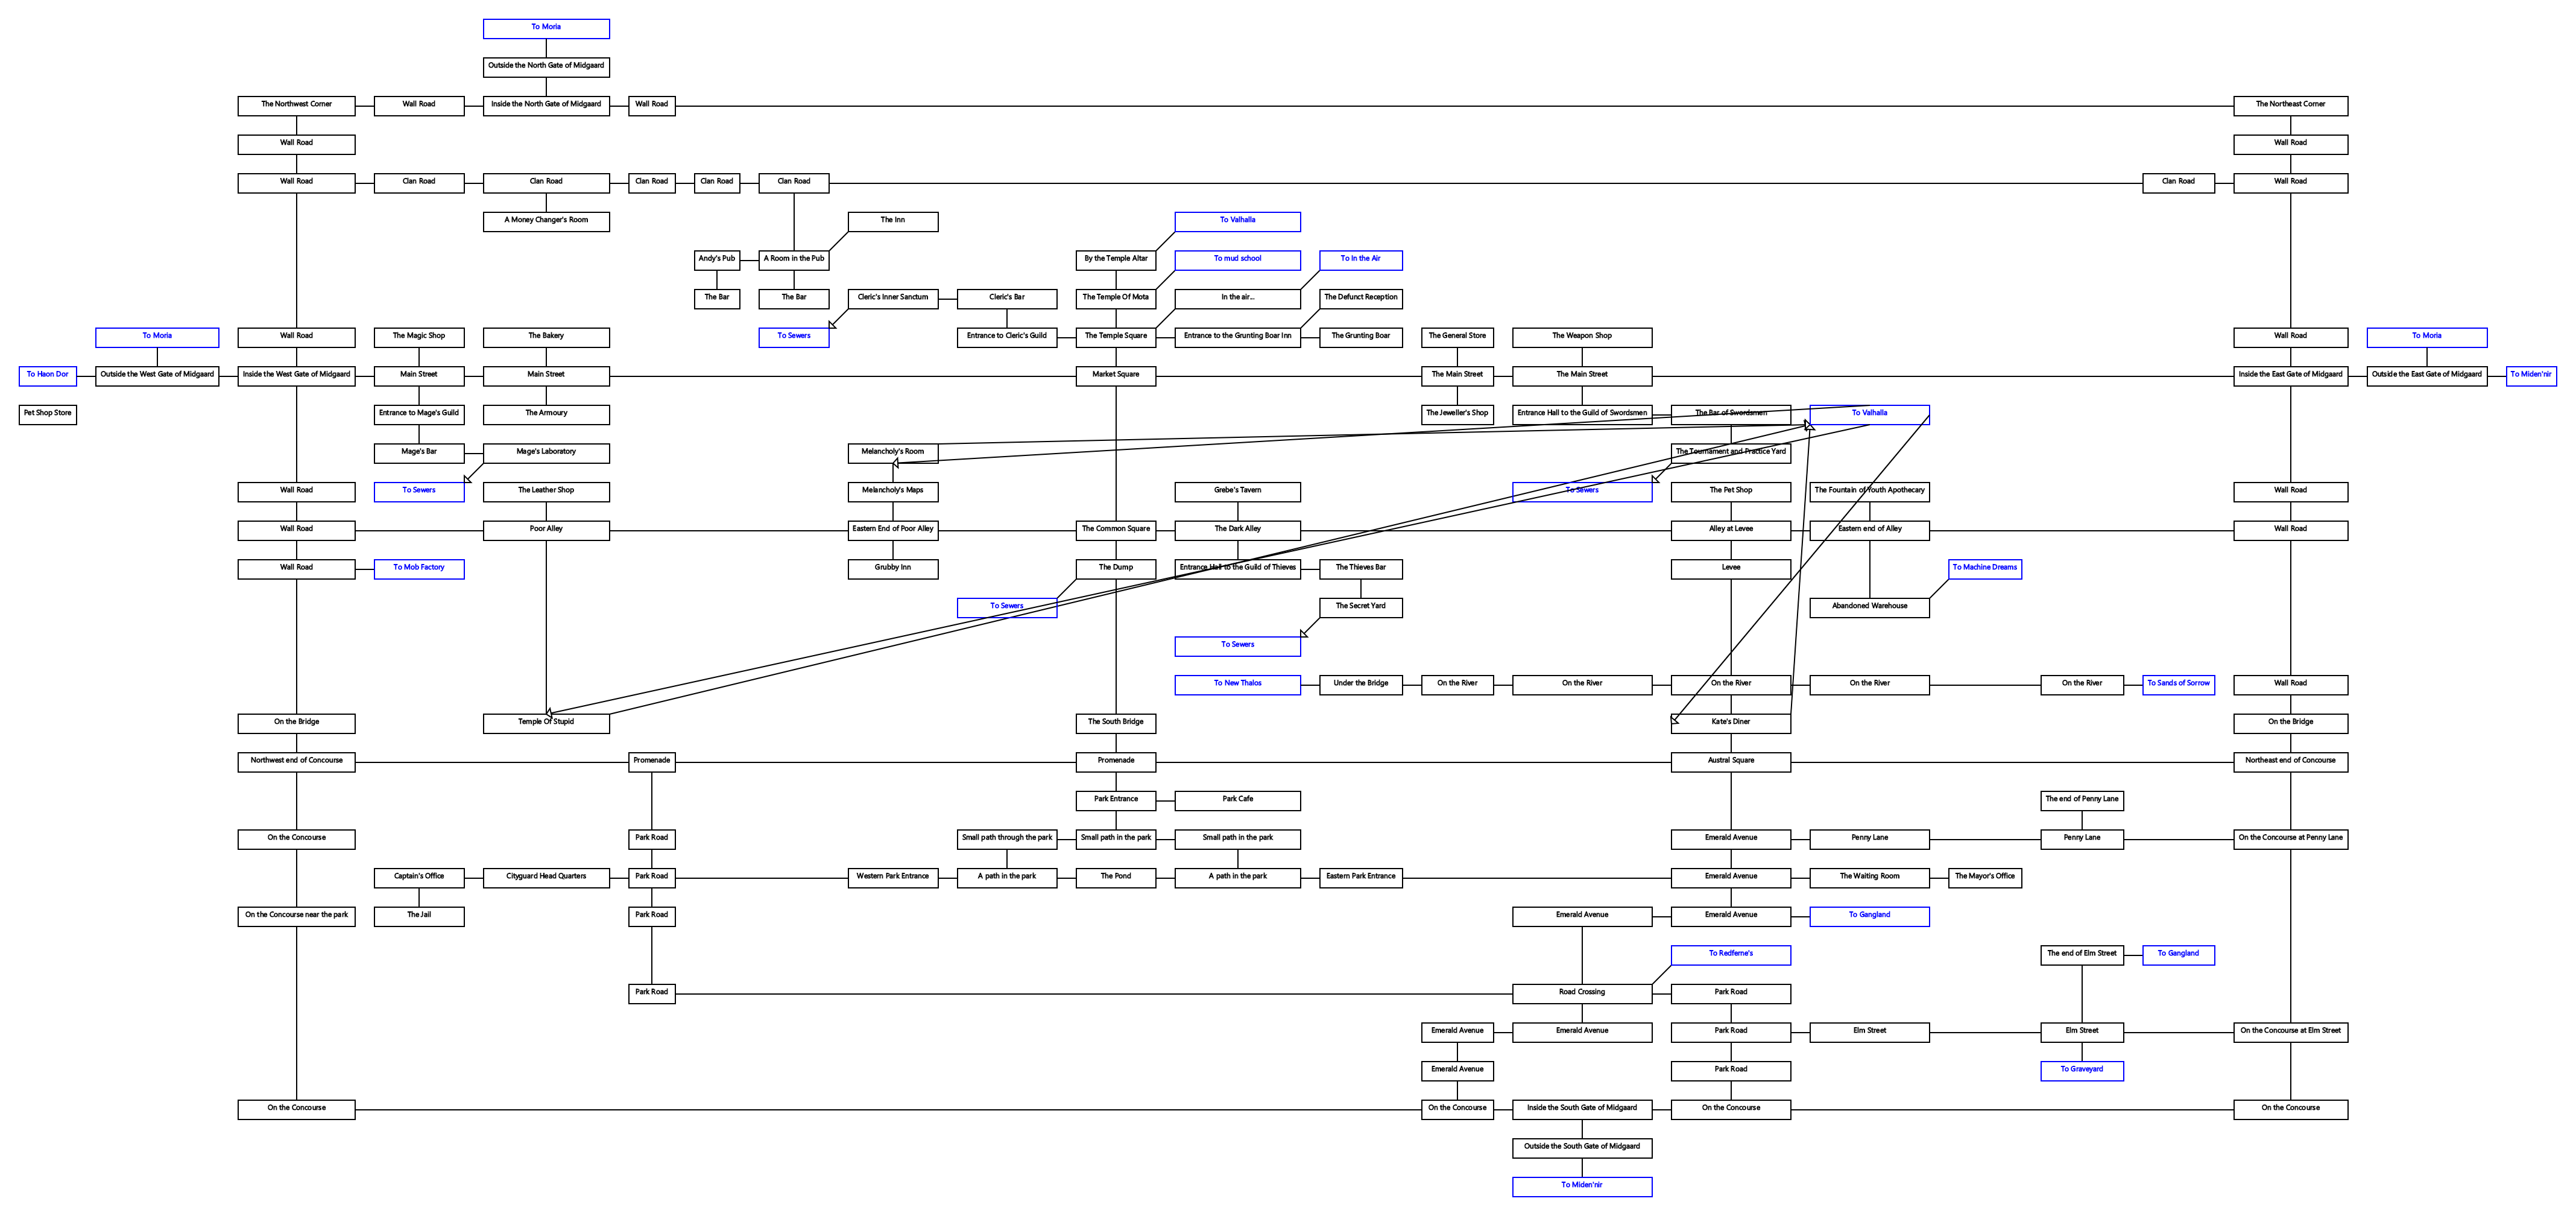 To Moria
Outside the North Gate of Midgaard
The Northwest Corner
Wall Road
Inside the North Gate of Midgaard
Wall Road
The Northeast Corner
Wall Road
Wall Road
Wall Road
Clan Road
Clan Road
Clan Road
Clan Road
Clan Road
Clan Road
Wall Road
A Money Changer's Room
The Inn
To Valhalla
Andy's Pub
A Room in the Pub
By the Temple Altar
To mud school
To In the Air
The Bar
The Bar
Cleric's Inner Sanctum
Cleric's Bar
The Temple Of Mota
In the air...
The Defunct Reception
To Moria
Wall Road
The Magic Shop
The Bakery
To Sewers
Entrance to Cleric's Guild
The Temple Square
Entrance to the Grunting Boar Inn
The Grunting Boar
The General Store
The Weapon Shop
Wall Road
To Moria
To Haon Dor
Outside the West Gate of Midgaard
Inside the West Gate of Midgaard
Main Street
Main Street
Market Square
The Main Street
The Main Street
Inside the East Gate of Midgaard
Outside the East Gate of Midgaard
To Miden'nir
Pet Shop Store
Entrance to Mage's Guild
The Armoury
The Jeweller's Shop
Entrance Hall to the Guild of Swordsmen
The Bar of Swordsmen
To Valhalla
Mage's Bar
Mage's Laboratory
Melancholy's Room
The Tournament and Practice Yard
Wall Road
To Sewers
The Leather Shop
Melancholy's Maps
Grebe's Tavern
To Sewers
The Pet Shop
The Fountain of Youth Apothecary
Wall Road
Wall Road
Poor Alley
Eastern End of Poor Alley
The Common Square
The Dark Alley
Alley at Levee
Eastern end of Alley
Wall Road
Wall Road
To Mob Factory
Grubby Inn
The Dump
Entrance Hall to the Guild of Thieves
The Thieves Bar
Levee
To Machine Dreams
To Sewers
The Secret Yard
Abandoned Warehouse
To Sewers
To New Thalos
Under the Bridge
On the River
On the River
On the River
On the River
On the River
To Sands of Sorrow
Wall Road
On the Bridge
Temple Of Stupid
The South Bridge
Kate's Diner
On the Bridge
Northwest end of Concourse
Promenade
Promenade
Austral Square
Northeast end of Concourse
Park Entrance
Park Cafe
The end of Penny Lane
On the Concourse
Park Road
Small path through the park
Small path in the park
Small path in the park
Emerald Avenue
Penny Lane
Penny Lane
On the Concourse at Penny Lane
Captain's Office
Cityguard Head Quarters
Park Road
Western Park Entrance
A path in the park
The Pond
A path in the park
Eastern Park Entrance
Emerald Avenue
The Waiting Room
The Mayor's Office
On the Concourse near the park
The Jail
Park Road
Emerald Avenue
Emerald Avenue
To Gangland
To Redferne's
The end of Elm Street
To Gangland
Park Road
Road Crossing
Park Road
Emerald Avenue
Emerald Avenue
Park Road
Elm Street
Elm Street
On the Concourse at Elm Street
Emerald Avenue
Park Road
To Graveyard
On the Concourse
On the Concourse
Inside the South Gate of Midgaard
On the Concourse
On the Concourse
Outside the South Gate of Midgaard
To Miden'nir